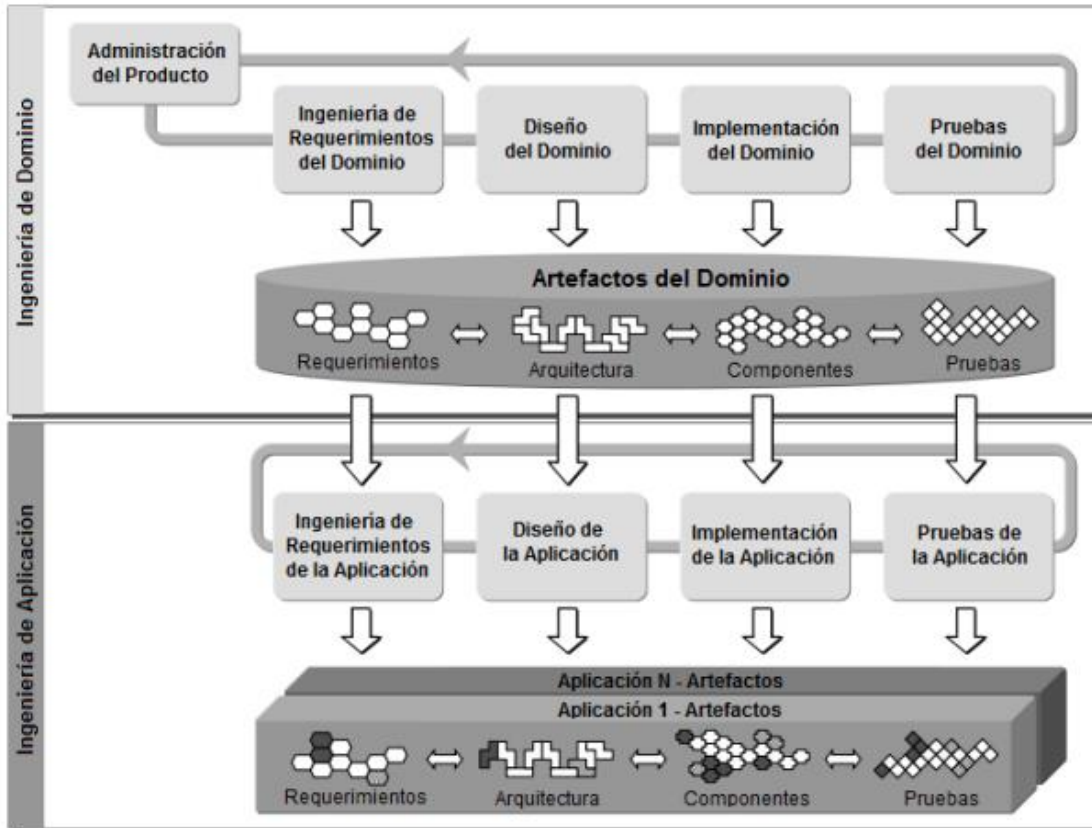 Ingeniería de Dominio
Administración
del Producto
Ingeniería de
Requerimientos
del Dominio
Diseño
del Dominio
Implementación
del Dominio
Pruebas
del Dominio
Artefactos del Dominio
Requerimientos
Arquitectura
Componentes
Pruebas
Ingeniería de Aplicación
Ingeniería de
Requerimientos
de la Aplicación
Diseño de
la Aplicación
Implementación
de la Aplicación
Pruebas de
la Aplicación
Aplicación N - Artefactos
Aplicación 1 - Artefactos
Requerimientos
Arquitectura
Componentes
Pruebas